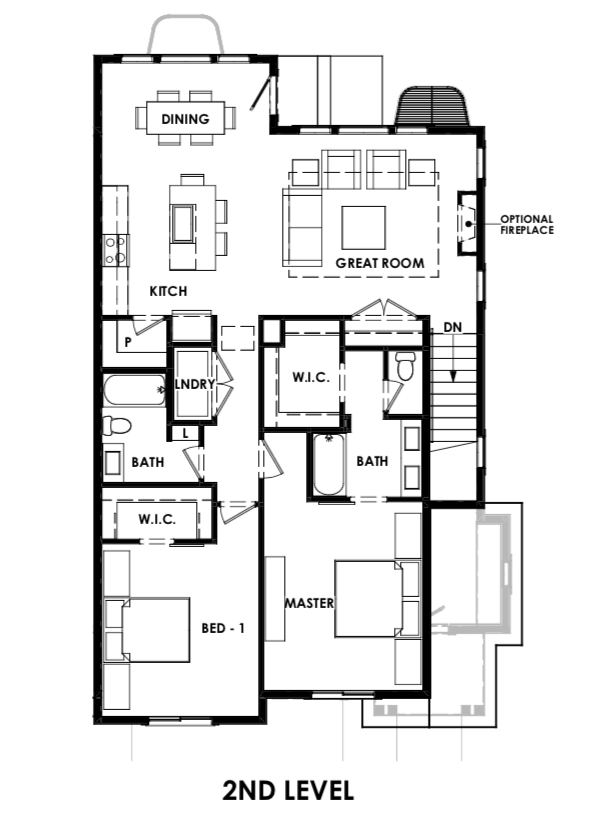 DINING
OPTIONAL
FIREPLACE
GREAT ROOM
KITCH
DN
P
W.I.C.
LNDRY
L
BATH
BATH
W.I.C.
MASTER
BED - 1
2ND LEVEL